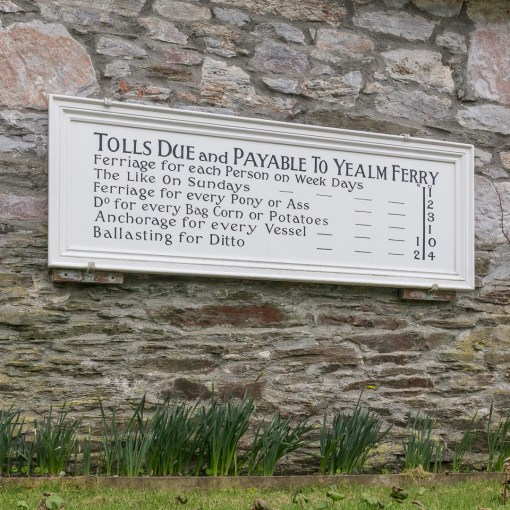 TOLLS DUE and PAYABLE TO YEALM FERRY
Ferriage for each Person on Week Days 1
The Like On Sundays — — — — 2
Ferriage for every Pony or Ass — — — 3
Dº for every Bag Corn or Potatoes — — — 1
Anchorage for every Vessel — — 1 0
Ballasting for Ditto — — 2 4